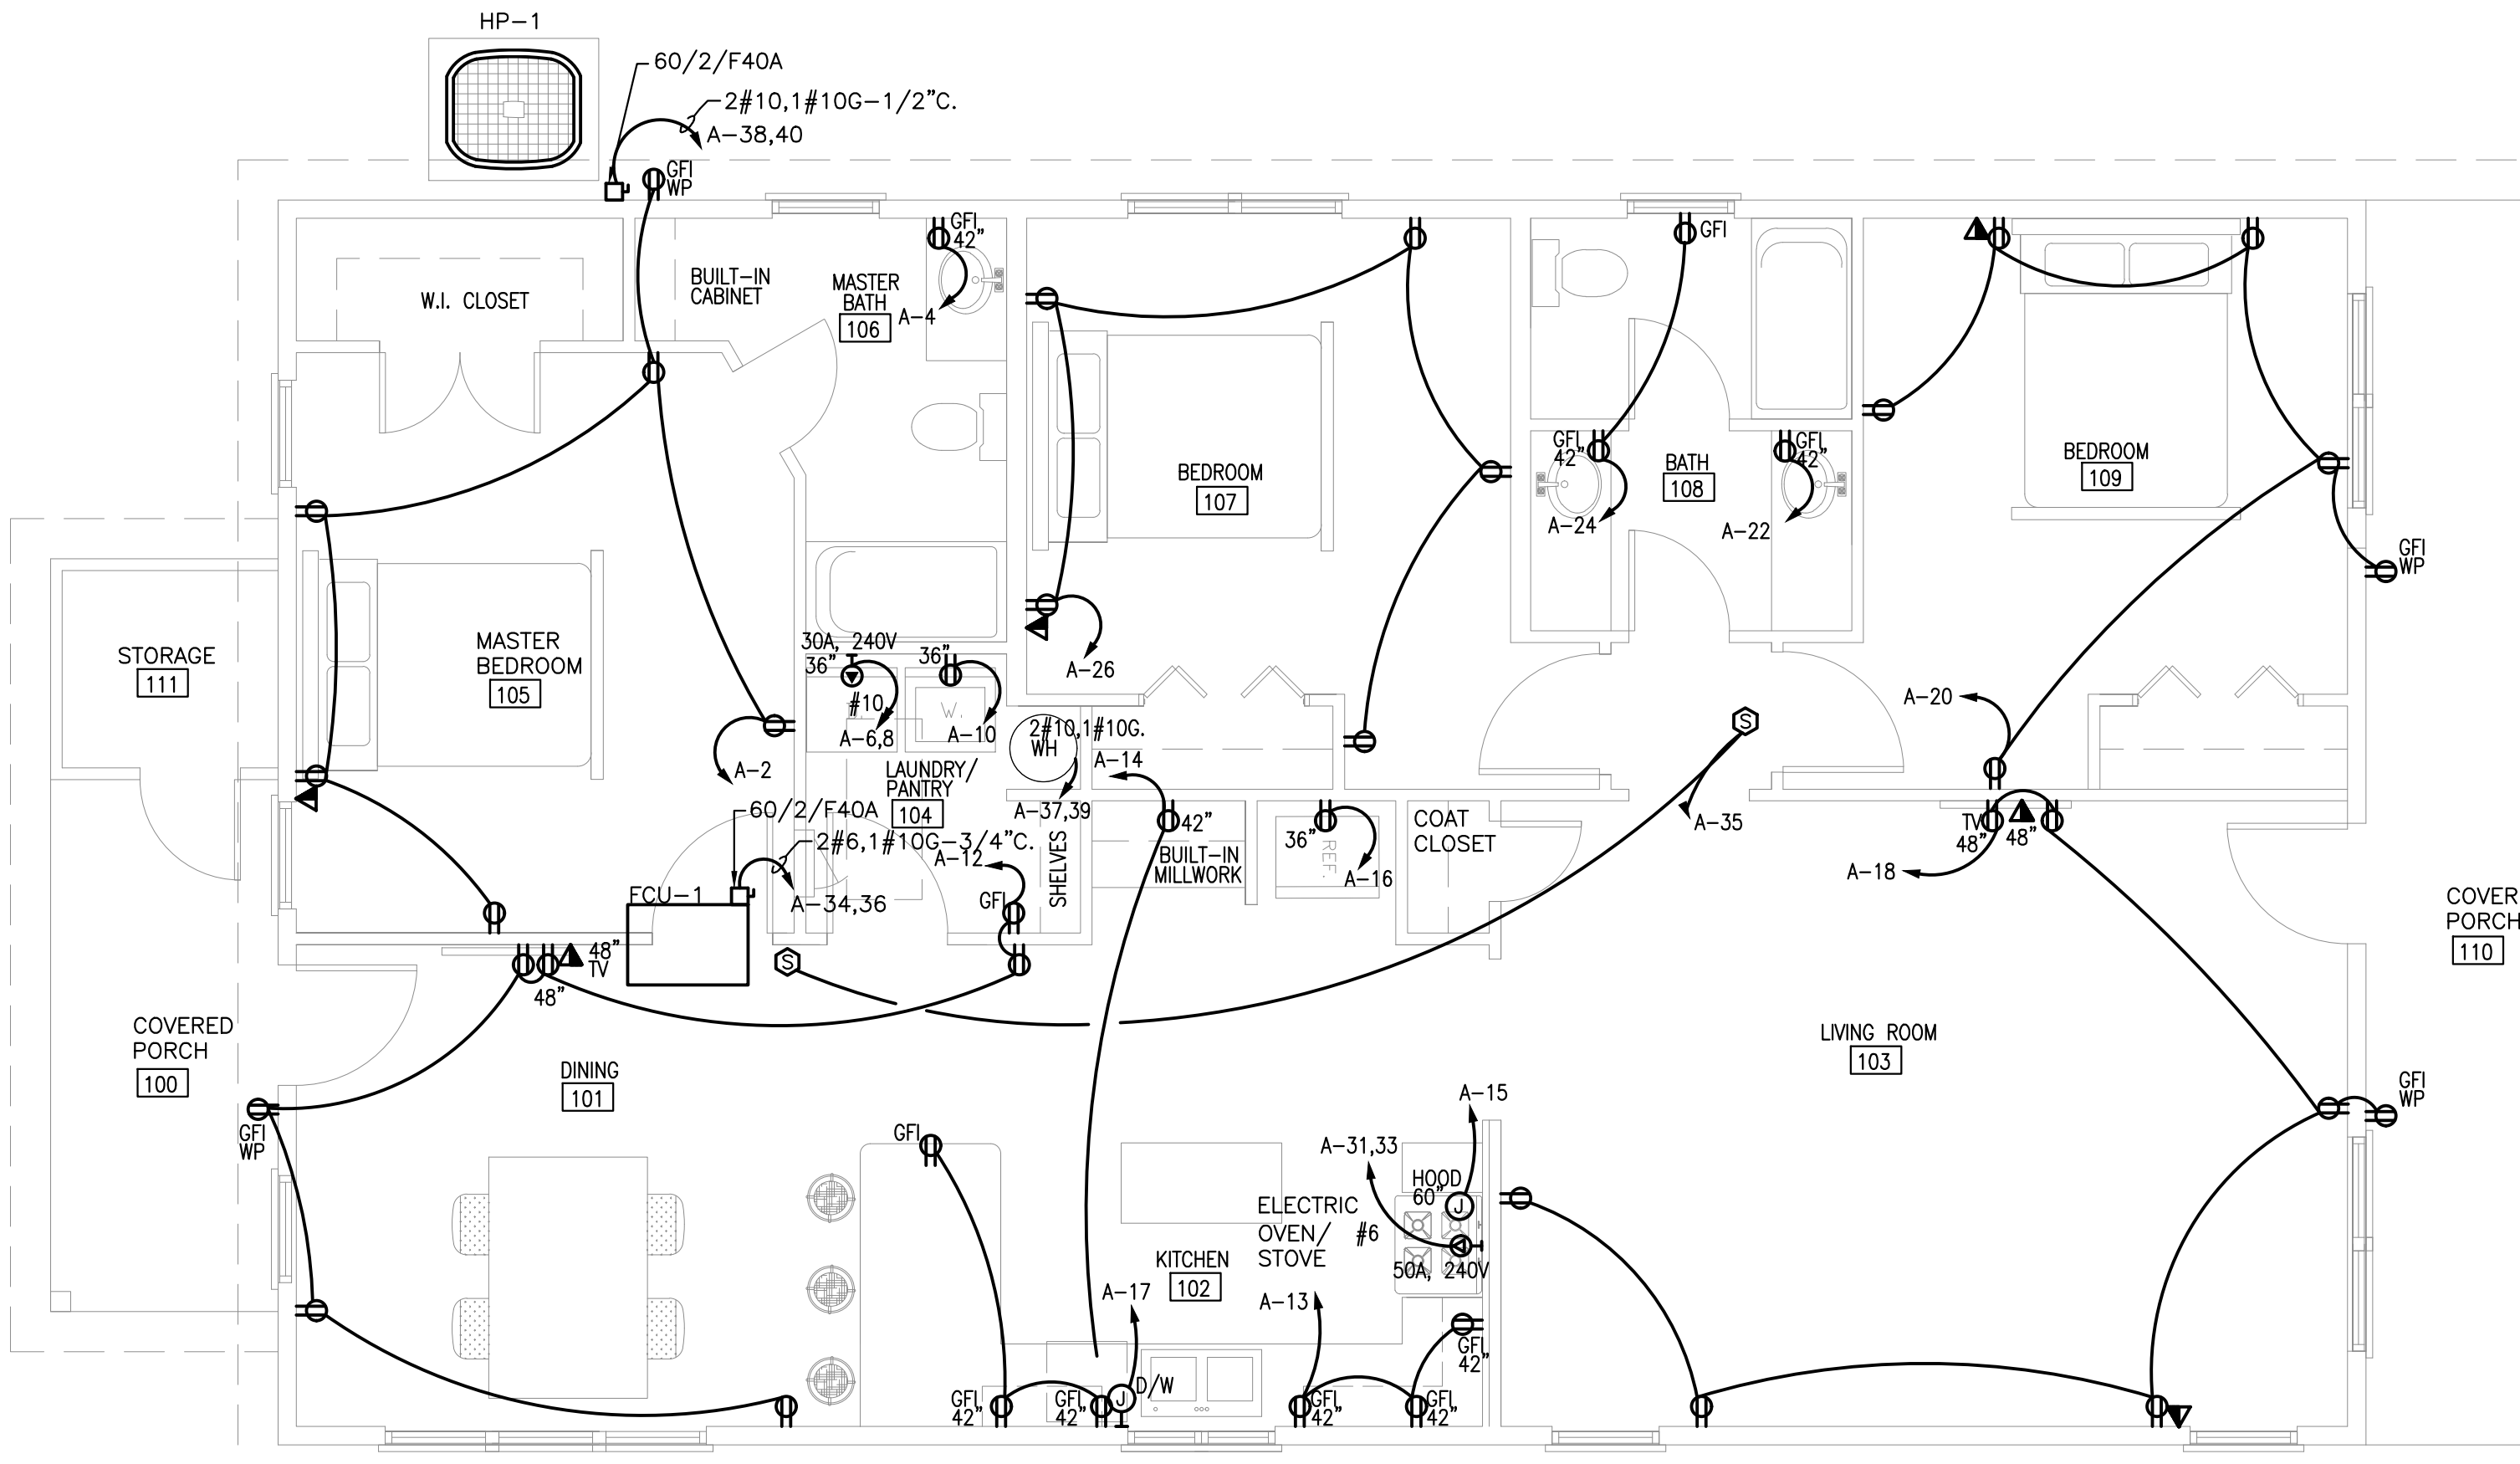 HP-1
60/2/F40A
2#10,1#10G-1/2"C.
A-38,40
GFI
WP
W.I. CLOSET
BUILT-IN
CABINET
MASTER
BATH
106
GFI
42"
A-4
GFI
BEDROOM
107
GFI
42"
BATH
108
GFI
42"
A-24
A-22
BEDROOM
109
GFI
WP
STORAGE
111
MASTER
BEDROOM
105
30A, 240V
36"
36"
#10
W.
A-6,8
A-10
A-26
2#10,1#10G.
WH
A-14
A-20
S
A-2
LAUNDRY/
PANTRY
104
A-37,39
60/2/F40A
2#6,1#10G-3/4"C.
A-12
SHELVES
42"
BUILT-IN
MILLWORK
36"
REF.
A-16
COAT
CLOSET
A-35
TV
48"
48"
A-18
FCU-1
A-34,36
GFI
COVER
PORCH
110
48"
TV
48"
S
COVERED
PORCH
100
DINING
101
LIVING ROOM
103
GFI
WP
GFI
WP
GFI
A-15
A-31,33
HOOD
60"
J
ELECTRIC
OVEN/
STOVE
#6
50A, 240V
KITCHEN
102
A-17
A-13
GFI
42"
D/W
J
GFI
42"
GFI
42"
GFI
42"
GFI
42"